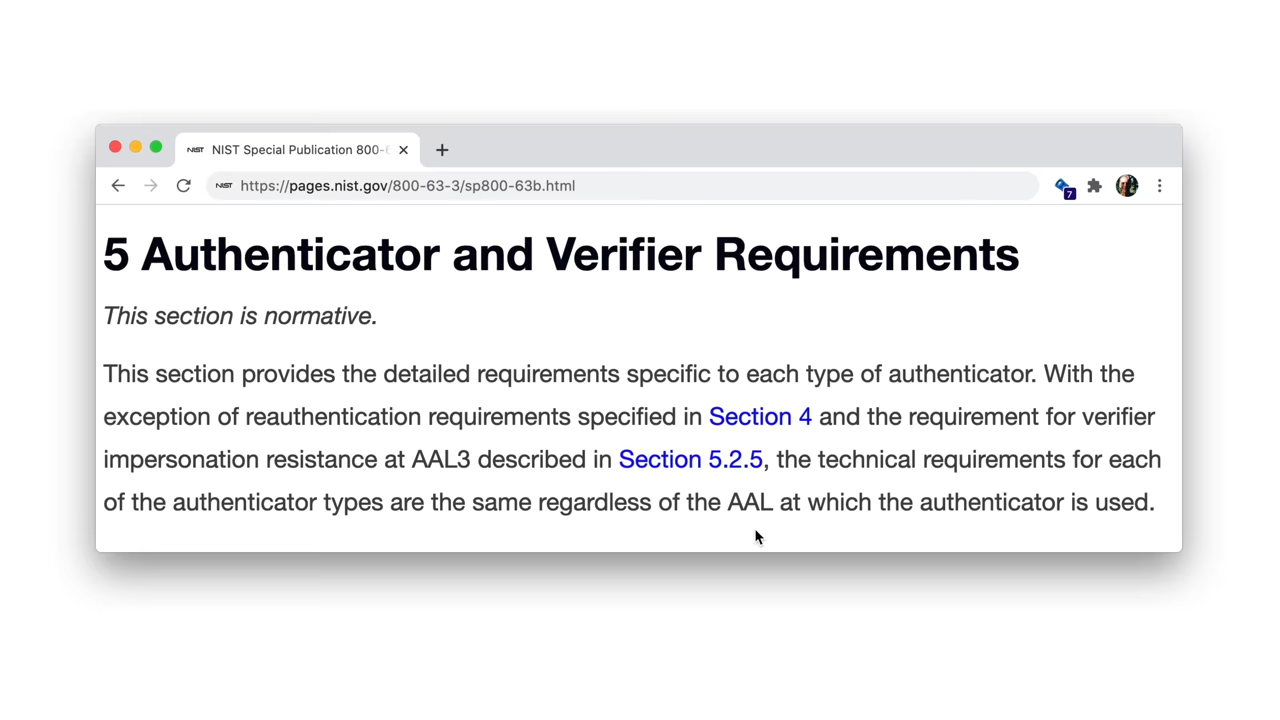 NIST NIST Special Publication 800-6
NIST https://pages.nist.gov/800-63-3/sp800-63b.html
7
5 Authenticator and Verifier Requirements
This section is normative.
This section provides the detailed requirements specific to each type of authenticator. With the
exception of reauthentication requirements specified in Section 4 and the requirement for verifier
impersonation resistance at AAL3 described in Section 5.2.5, the technical requirements for each
of the authenticator types are the same regardless of the AAL at which the authenticator is used.